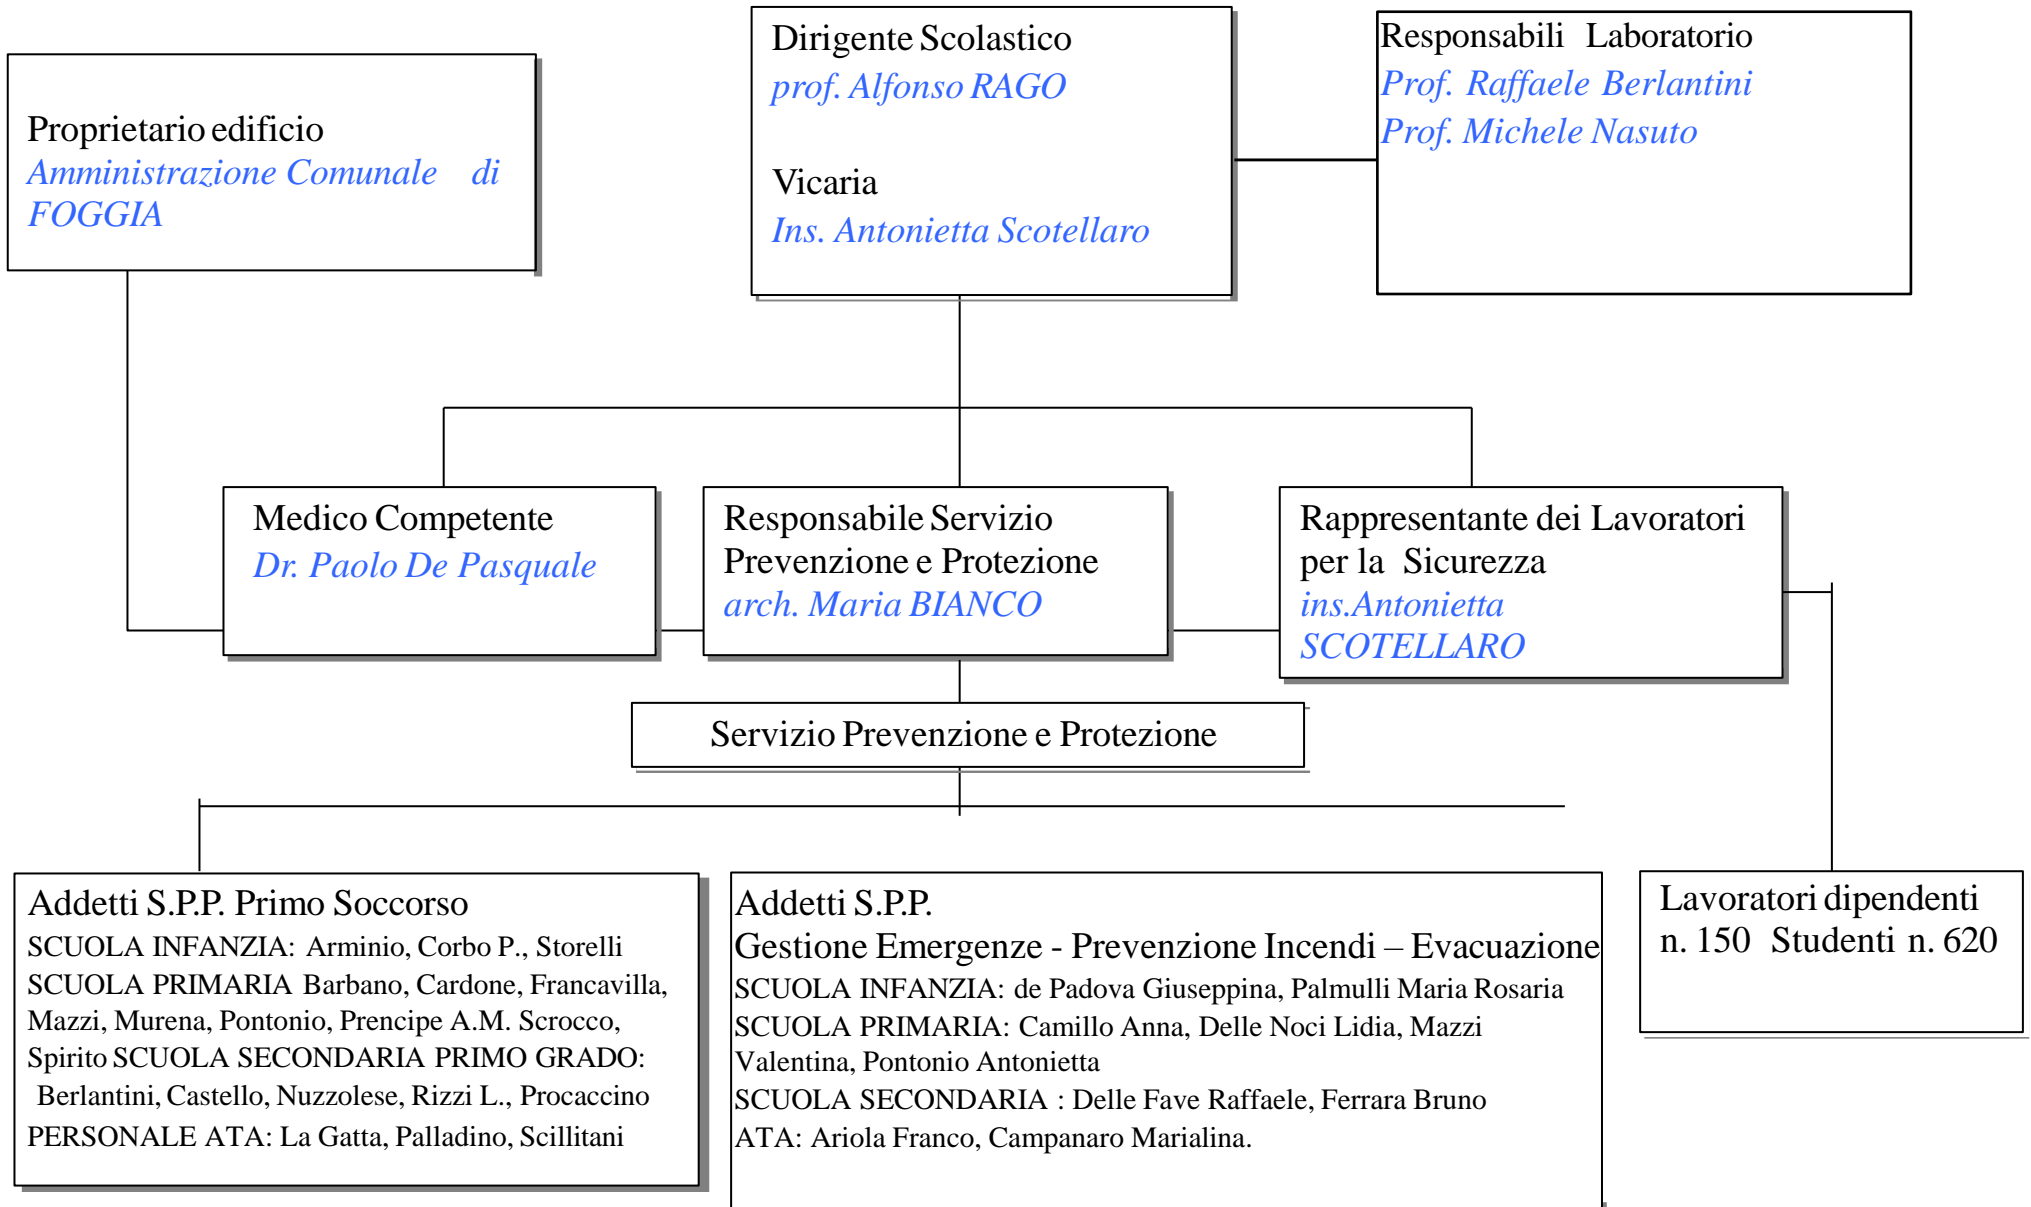 Proprietario edificio
Amministrazione Comunale di
FOGGIA
Dirigente Scolastico
prof. Alfonso RAGO
Vicaria
Ins. Antonietta Scotellaro
Responsabili Laboratorio
Prof. Raffaele Berlantini
Prof. Michele Nasuto
Medico Competente
Dr. Paolo De Pasquale
Responsabile Servizio
Prevenzione e Protezione
arch. Maria BIANCO
Rappresentante dei Lavoratori
per la Sicurezza
ins.Antonietta
SCOTELLARO
Servizio Prevenzione e Protezione
Addetti S.P.P. Primo Soccorso
SCUOLA INFANZIA: Arminio, Corbo P., Storelli
SCUOLA PRIMARIA Barbano, Cardone, Francavilla,
Mazzi, Murena, Pontonio, Prencipe A.M. Scrocco,
Spirito SCUOLA SECONDARIA PRIMO GRADO:
Berlantini, Castello, Nuzzolese, Rizzi L., Procaccino
PERSONALE ATA: La Gatta, Palladino, Scillitani
Addetti S.P.P.
Gestione Emergenze - Prevenzione Incendi – Evacuazione
SCUOLA INFANZIA: de Padova Giuseppina, Palmulli Maria Rosaria
SCUOLA PRIMARIA: Camillo Anna, Delle Noci Lidia, Mazzi
Valentina, Pontonio Antonietta
SCUOLA SECONDARIA : Delle Fave Raffaele, Ferrara Bruno
ATA: Ariola Franco, Campanaro Marialina.
Lavoratori dipendenti
n. 150 Studenti n. 620